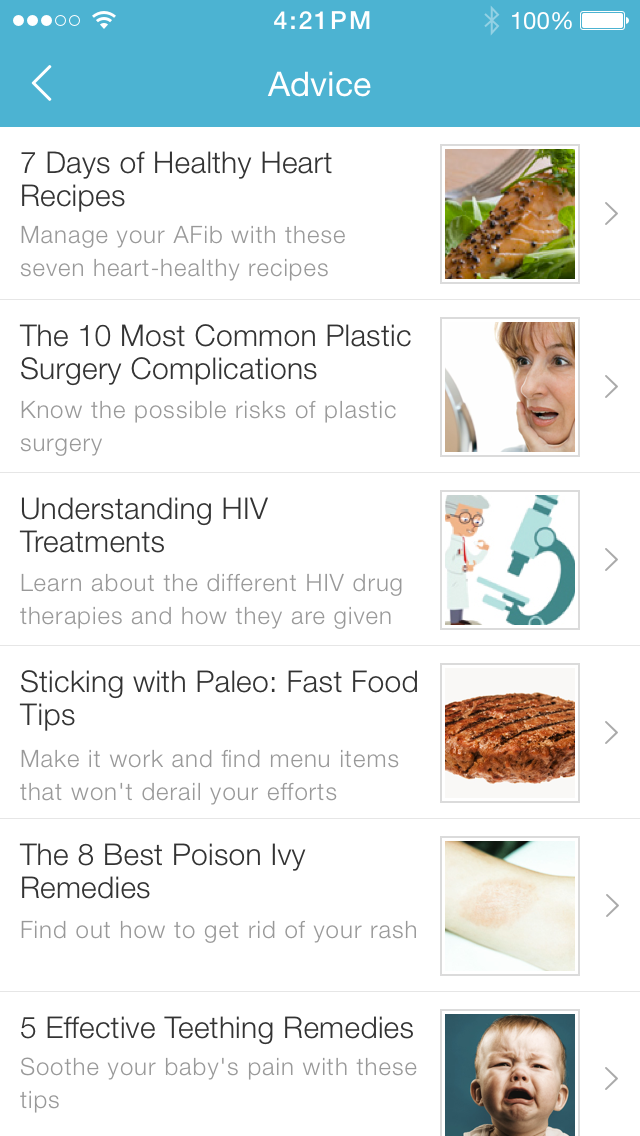 4:21PM 100%
Advice
7 Days of Healthy Heart
Recipes
Manage your AFib with these
seven heart-healthy recipes
The 10 Most Common Plastic
Surgery Complications
Know the possible risks of plastic
surgery
Understanding HIV
Treatments
Learn about the different HIV drug
therapies and how they are given
Sticking with Paleo: Fast Food
Tips
Make it work and find menu items
that won't derail your efforts
The 8 Best Poison Ivy
Remedies
Find out how to get rid of your rash
5 Effective Teething Remedies
Soothe your baby's pain with these
tips